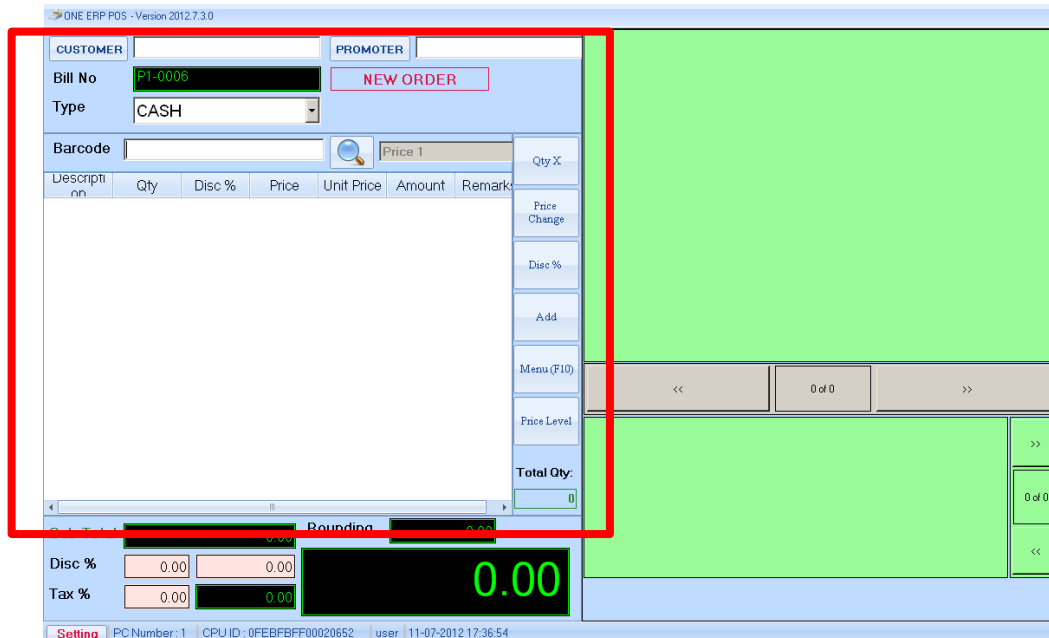 ONE ERP POS - Version 2012.7.3.0
CUSTOMER PROMOTER
Bill No P1-0006 NEW ORDER
Type CASH
Barcode Price 1 Qty X
Description Qty Disc % Price Unit Price Amount Remarks
Price Change
Disc %
Add
Menu (F10)
Price Level
Total Qty:
0
<< 0 of 0 >>
>>
0 of 0
<<
Rounding 0.00
0.00
Disc % 0.00 0.00
0.00
Tax % 0.00 0.00
Setting PC Number : 1 CPU ID : 0FEBFBFF00020652 user 11-07-2012 17:36:54